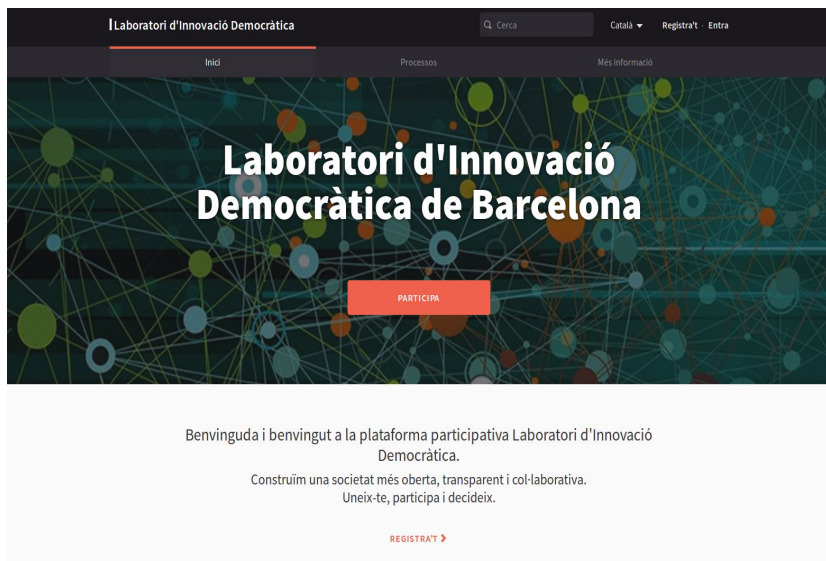 Laboratori d'Innovació Democràtica
Cerca
Català
Registra't · Entra
Inici
Processos
Més informació
Laboratori d'Innovació
Democràtica de Barcelona
PARTICIPA
Benvinguda i benvingut a la plataforma participativa Laboratori d'Innovació
Democràtica.
Construïm una societat més oberta, transparent i col·laborativa.
Uneix-te, participa i decideix.
REGISTRA'T